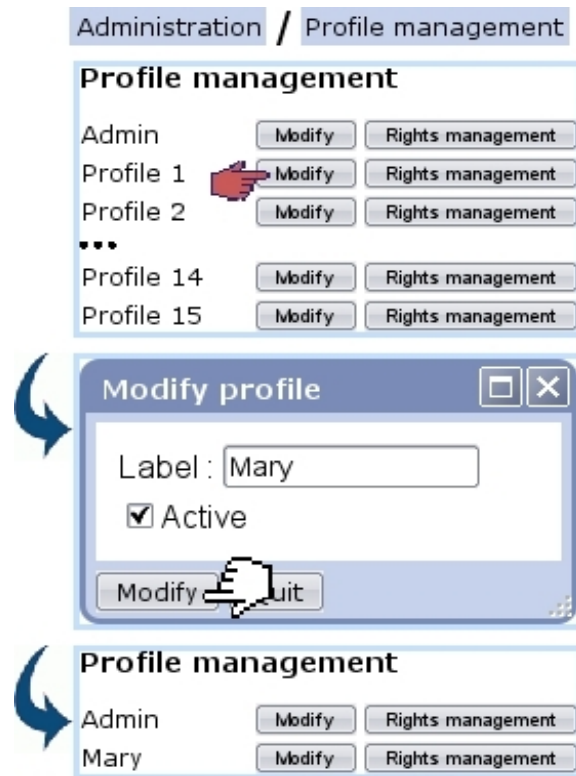 Administration / Profile management
Profile management
Admin Modify Rights management
Profile 1 Modify Rights management
Profile 2 Modify Rights management
...
Profile 14 Modify Rights management
Profile 15 Modify Rights management
Modify profile
Label : Mary
Active
Modify uit
Profile management
Admin Modify Rights management
Mary Modify Rights management